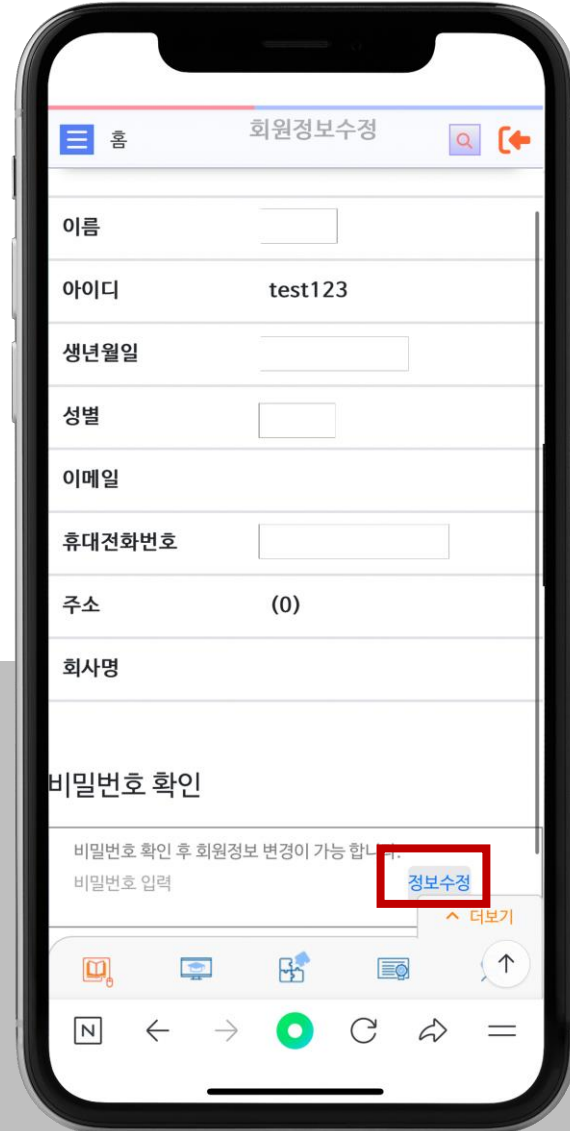 홈
회원정보수정
이름
아이디 test123
생년월일
성별
이메일
휴대전화번호
주소 (0)
회사명
비밀번호 확인
비밀번호 확인 후 회원정보 변경이 가능 합니다.
비밀번호 입력 정보수정
더보기
N